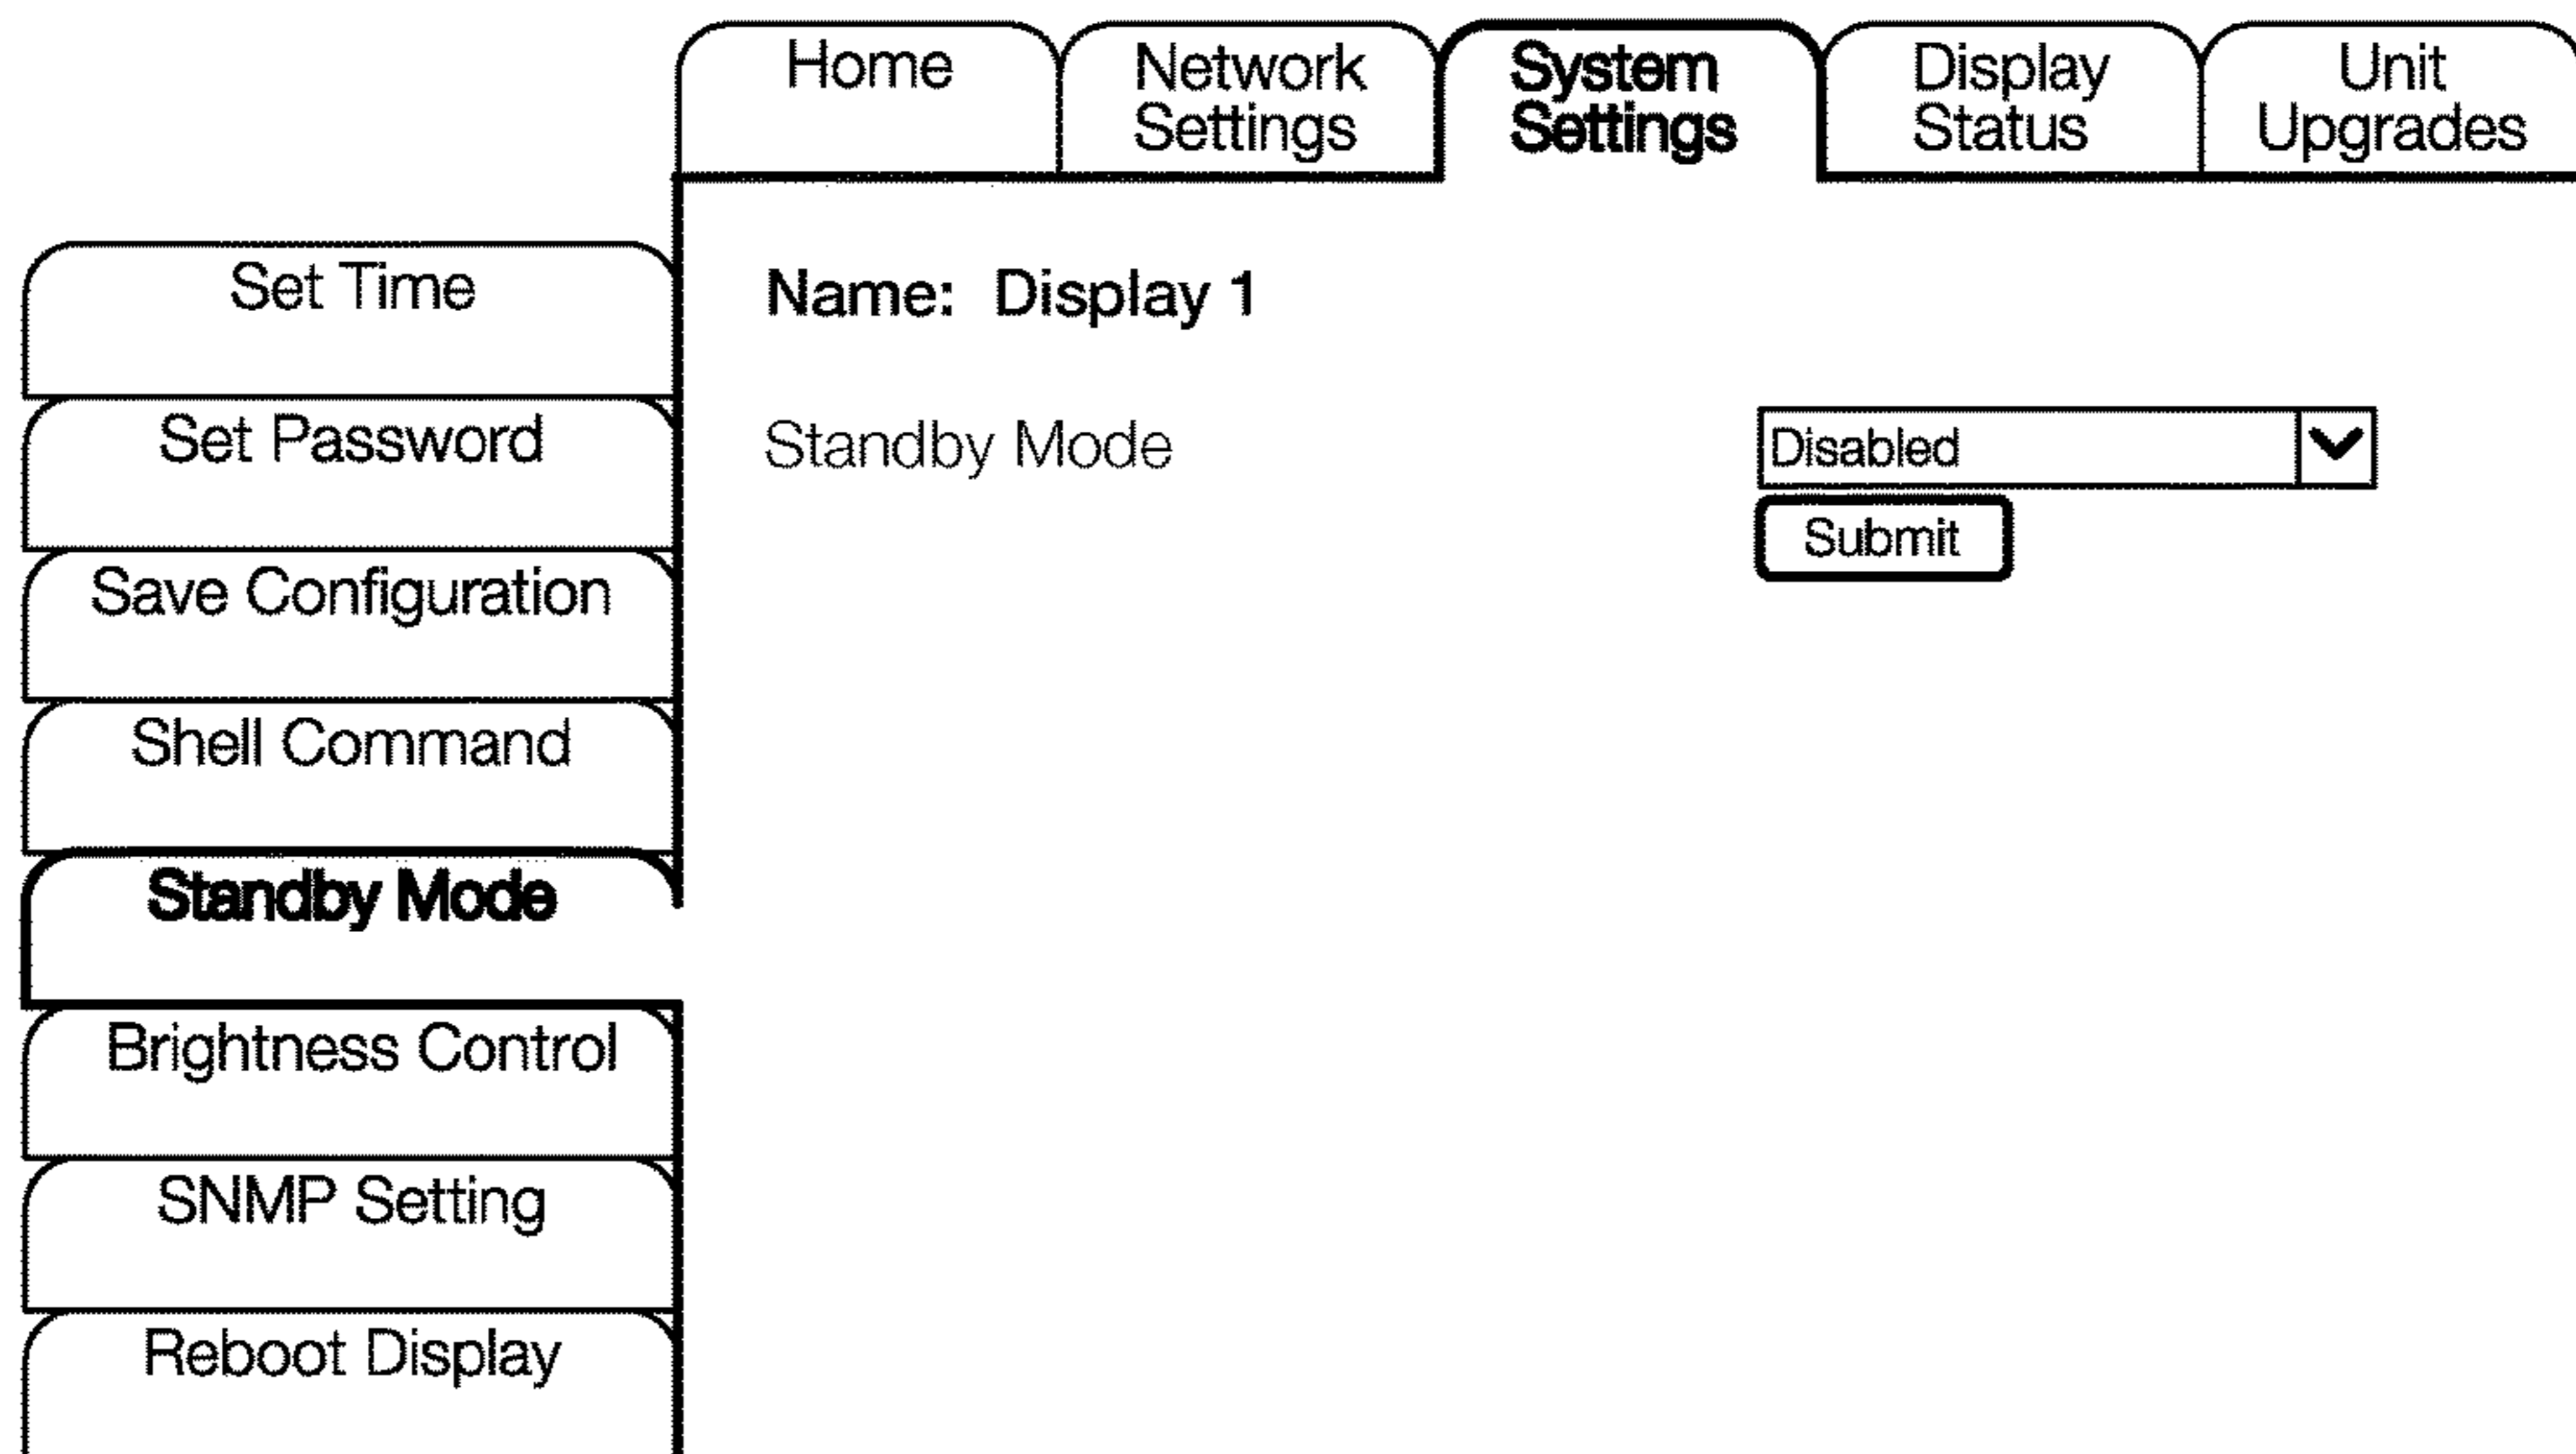 Home
Network
Settings
System
Settings
Display
Status
Unit
Upgrades
Set Time
Set Password
Save Configuration
Shell Command
Standby Mode
Brightness Control
SNMP Setting
Reboot Display
Name: Display 1
Standby Mode
Disabled
Submit